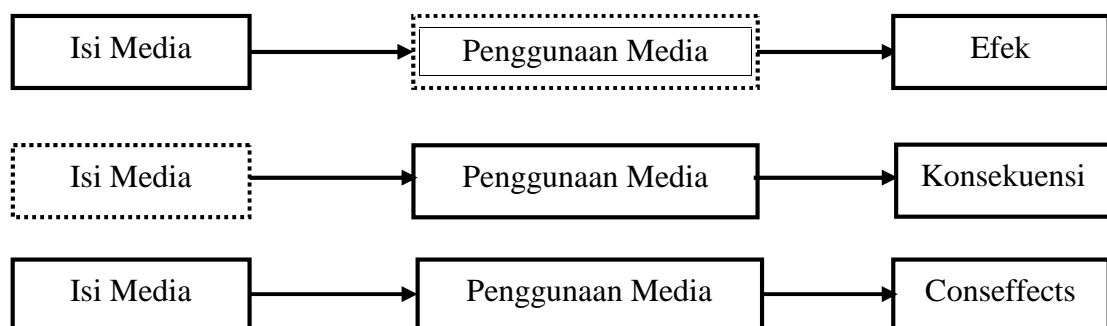 Isi Media Penggunaan Media Efek
Isi Media Penggunaan Media Konsekuensi
Isi Media Penggunaan Media Conseffects